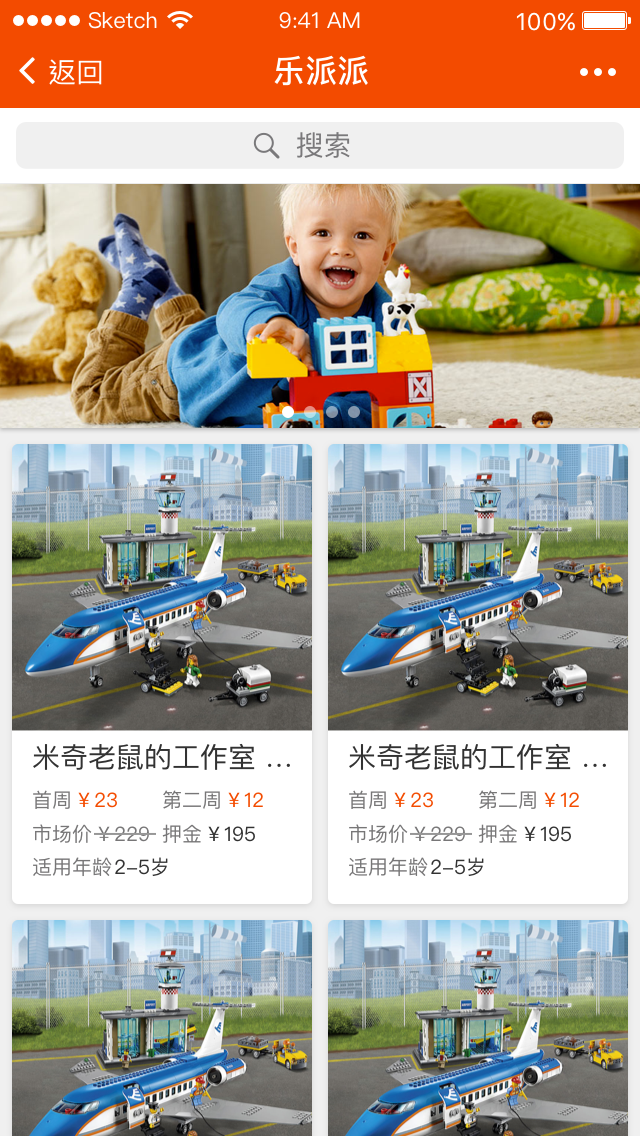 Sketch 9:41 AM 100%
返回 乐派派
搜索
米奇老鼠的工作室 ... 米奇老鼠的工作室 ...
首周 ¥23 第二周 ¥12 首周 ¥23 第二周 ¥12
市场价 ¥229 押金 ¥195 市场价 ¥229 押金 ¥195
适用年龄 2-5岁 适用年龄 2-5岁